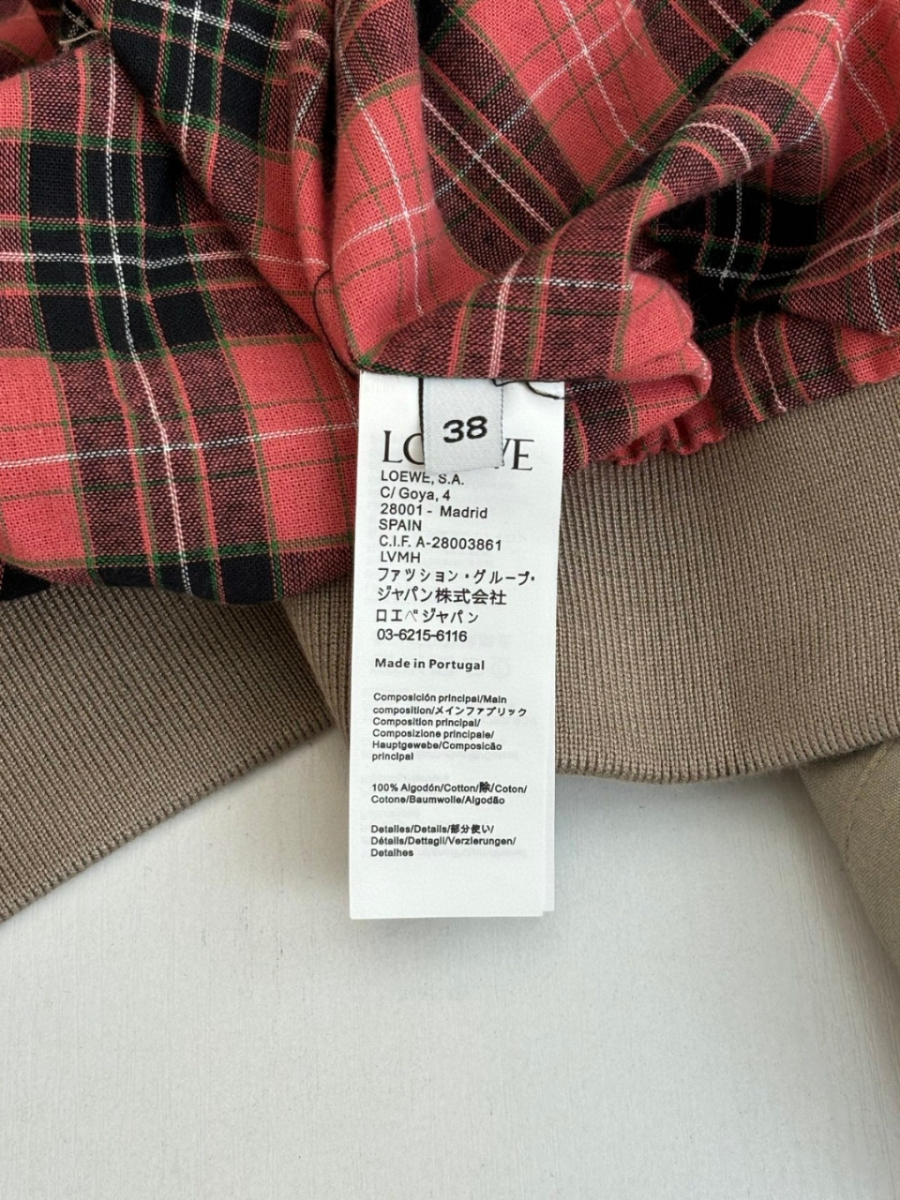 38
LOEWE
LOEWE, S.A.
C/ Goya, 4
28001 - Madrid
SPAIN
C.I.F. A-28003861
LVMH
ファツション・グループ・
ジャパン株式会社
ロエベジャパン
03-6215-6116
Made in Portugal
Composición principal/Main
composition/メインファブリック
Composition principal/
Composizione principale/
Hauptgewebe/Composicão
principal
100% Algodón/Cotton/除/Coton/
Cotone/Baumwolle/Algodão
Detalles/Details/部分使い/
Détails/Dettagli/Verzierungen/
Detalhes